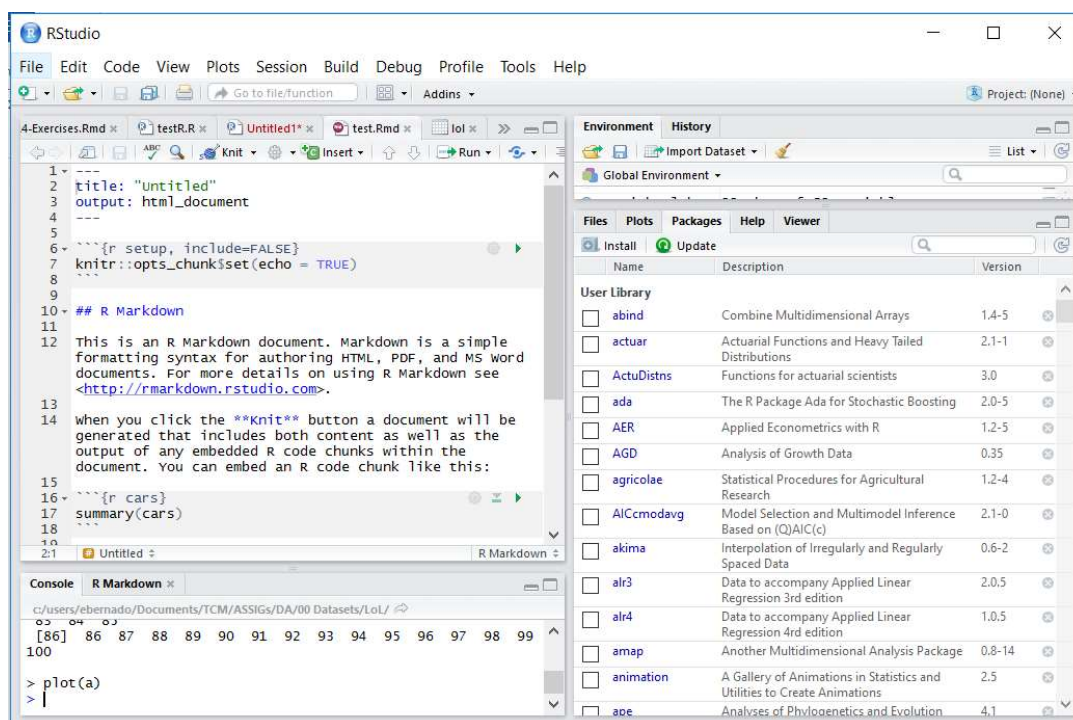 RStudio
File Edit Code View Plots Session Build Debug Profile Tools Help
Go to file/function Addins Project: (None)
4-Exercises.Rmd testR.R Untitled1* test.Rmd lol
ABC Knit Insert Run
1 ---
2 title: "Untitled"
3 output: html_document
4 ---
5
6 ```{r setup, include=FALSE}
7 knitr::opts_chunk$set(echo = TRUE)
8 ```
9
10 ## R Markdown
11
12 This is an R Markdown document. Markdown is a simple
formatting syntax for authoring HTML, PDF, and MS Word
documents. For more details on using R Markdown see
<http://rmarkdown.rstudio.com>.
13
14 When you click the **Knit** button a document will be
generated that includes both content as well as the
output of any embedded R code chunks within the
document. You can embed an R code chunk like this:
15
16 ```{r cars}
17 summary(cars)
18 ```
19
2:1 Untitled R Markdown
Console R Markdown
c:/users/ebernado/Documents/TCM/ASSIGs/DA/00 Datasets/LoL/
83 84 85
[86] 86 87 88 89 90 91 92 93 94 95 96 97 98 99
100
> plot(a)
>
Environment History
Import Dataset List
Global Environment
Files Plots Packages Help Viewer
Install Update
Name Description Version
User Library
abind Combine Multidimensional Arrays 1.4-5
actuar Actuarial Functions and Heavy Tailed 2.1-1
Distributions
ActuDistns Functions for actuarial scientists 3.0
ada The R Package Ada for Stochastic Boosting 2.0-5
AER Applied Econometrics with R 1.2-5
AGD Analysis of Growth Data 0.35
agricolae Statistical Procedures for Agricultural 1.2-4
Research
AICcmodavg Model Selection and Multimodel Inference 2.1-0
Based on (Q)AIC(c)
akima Interpolation of Irregularly and Regularly 0.6-2
Spaced Data
alr3 Data to accompany Applied Linear 2.0.5
Regression 3rd edition
alr4 Data to accompany Applied Linear 1.0.5
Regression 4rd edition
amap Another Multidimensional Analysis Package 0.8-14
animation A Gallery of Animations in Statistics and 2.5
Utilities to Create Animations
ape Analyses of Phylogenetics and Evolution 4.1